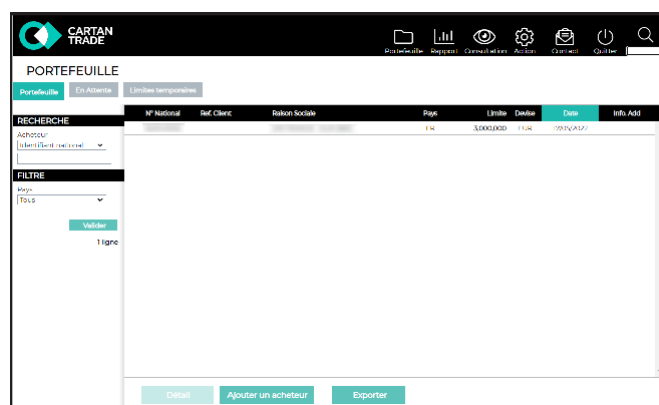 CARTAN
TRADE
Portefeuille Rapport Consultation Action Contact Quitter
PORTEFEUILLE
Portefeuille En Attente Limites temporaires
N° National Ref. Client Raison Sociale Pays Limite Devise Date Info. Add
RECHERCHE
FR 3,000,000 EUR
Acheteur
Identifiant national
FILTRE
Pays
Tous
Valider
1 ligne
Détail Ajouter un acheteur Exporter